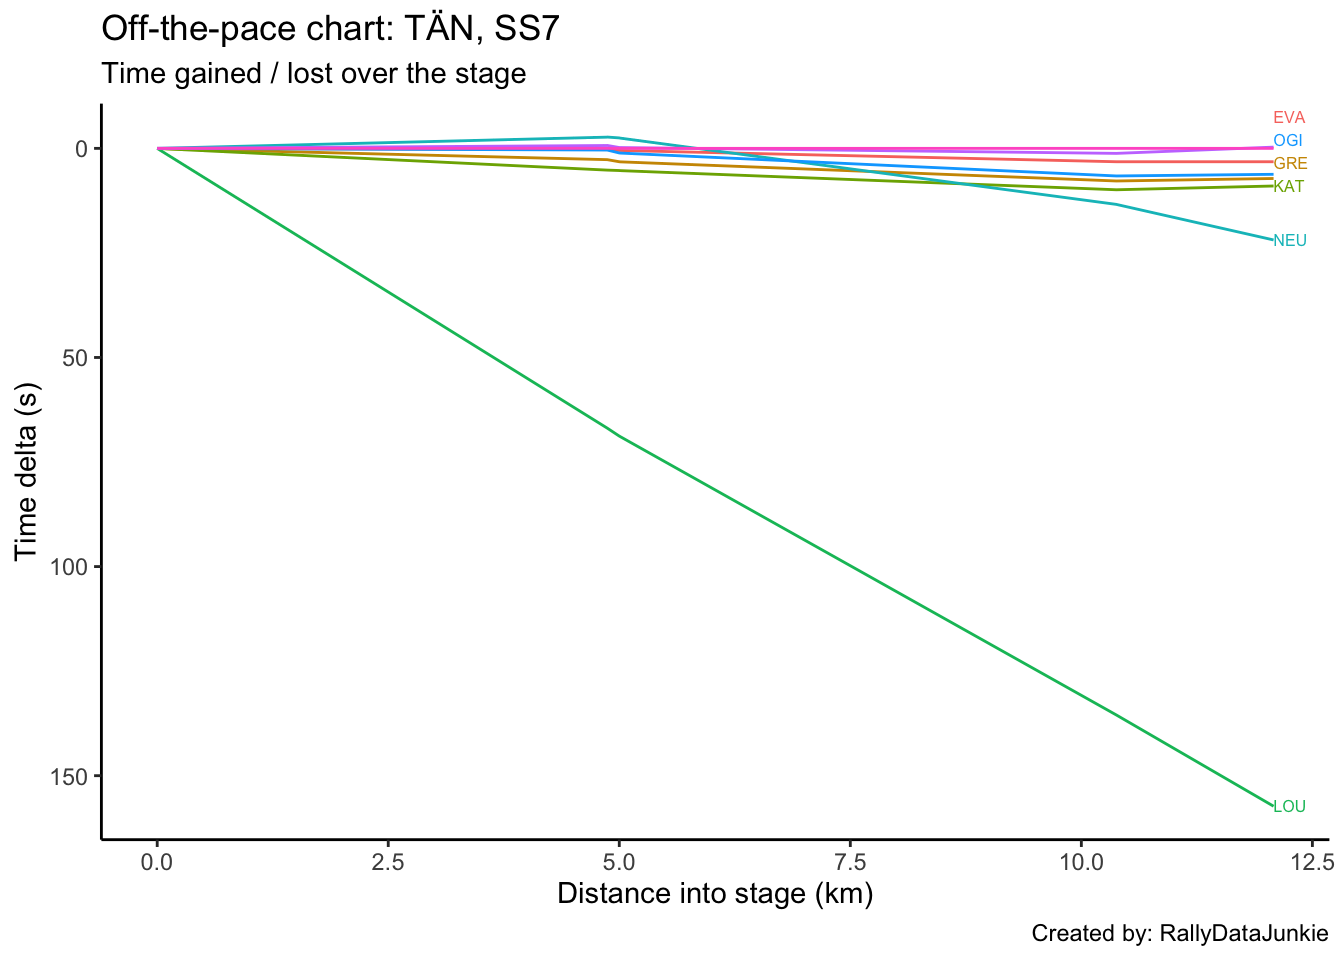 Off-the-pace chart: TÄN, SS7
Time gained / lost over the stage
EVA
OGI
GRE
KAT
NEU
LOU
0
50
100
150
Time delta (s)
0.0 2.5 5.0 7.5 10.0 12.5
Distance into stage (km)
Created by: RallyDataJunkie